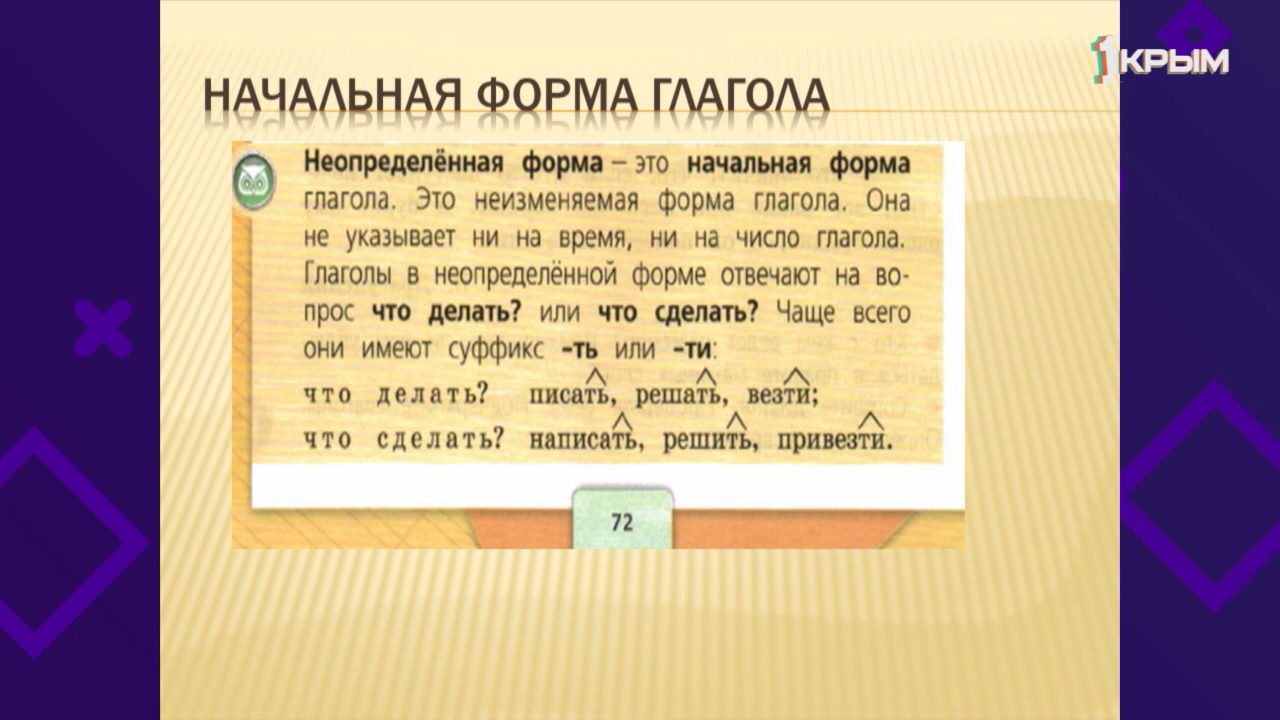 1КРЫМ
НАЧАЛЬНАЯ ФОРМА ГЛАГОЛА
Неопределённая форма – это начальная форма
глагола. Это неизменяемая форма глагола. Она
не указывает ни на время, ни на число глагола.
Глаголы в неопределённой форме отвечают на во-
прос что делать? или что сделать? Чаще всего
они имеют суффикс -ть или -ти:
что делать? писать, решать, везти;
что сделать? написать, решить, привезти.
72